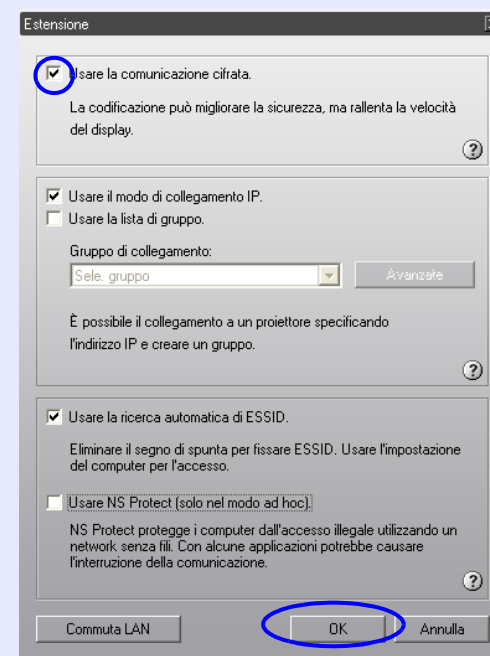 Estensione
Usare la comunicazione cifrata.
La codificazione può migliorare la sicurezza, ma rallenta la velocità
del display.
?
Usare il modo di collegamento IP.
Usare la lista di gruppo.
Gruppo di collegamento:
Sele. gruppo
Avanzate
È possibile il collegamento a un proiettore specificando
l'indirizzo IP e creare un gruppo.
?
Usare la ricerca automatica di ESSID.
Eliminare il segno di spunta per fissare ESSID. Usare l'impostazione
del computer per l'accesso.
Usare NS Protect (solo nel modo ad hoc).
NS Protect protegge i computer dall'accesso illegale utilizzando un
network senza fili. Con alcune applicazioni potrebbe causare
l'interruzione della comunicazione.
?
Commuta LAN
OK
Annulla